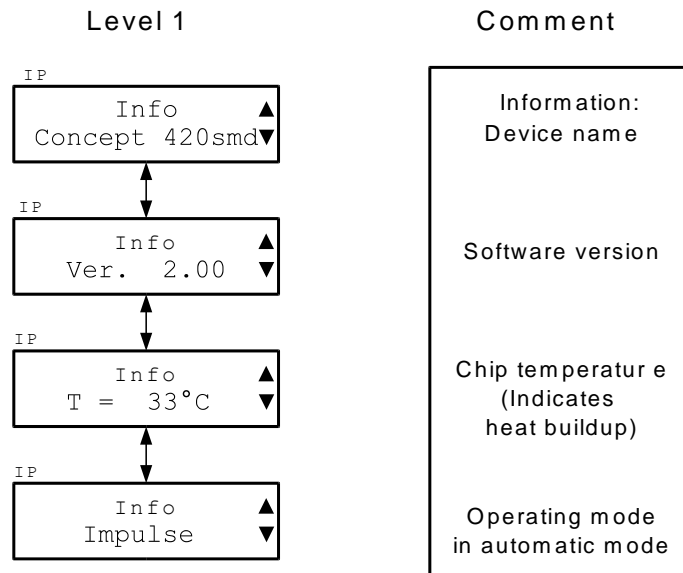 Level 1
Comment
IP
Info ▲
Concept 420smd▼
Information:
Device name
IP
Info ▲
Ver. 2.00 ▼
Software version
IP
Info ▲
T = 33°C ▼
Chip temperature
(Indicates
heat buildup)
IP
Info ▲
Impulse ▼
Operating mode
in automatic mode